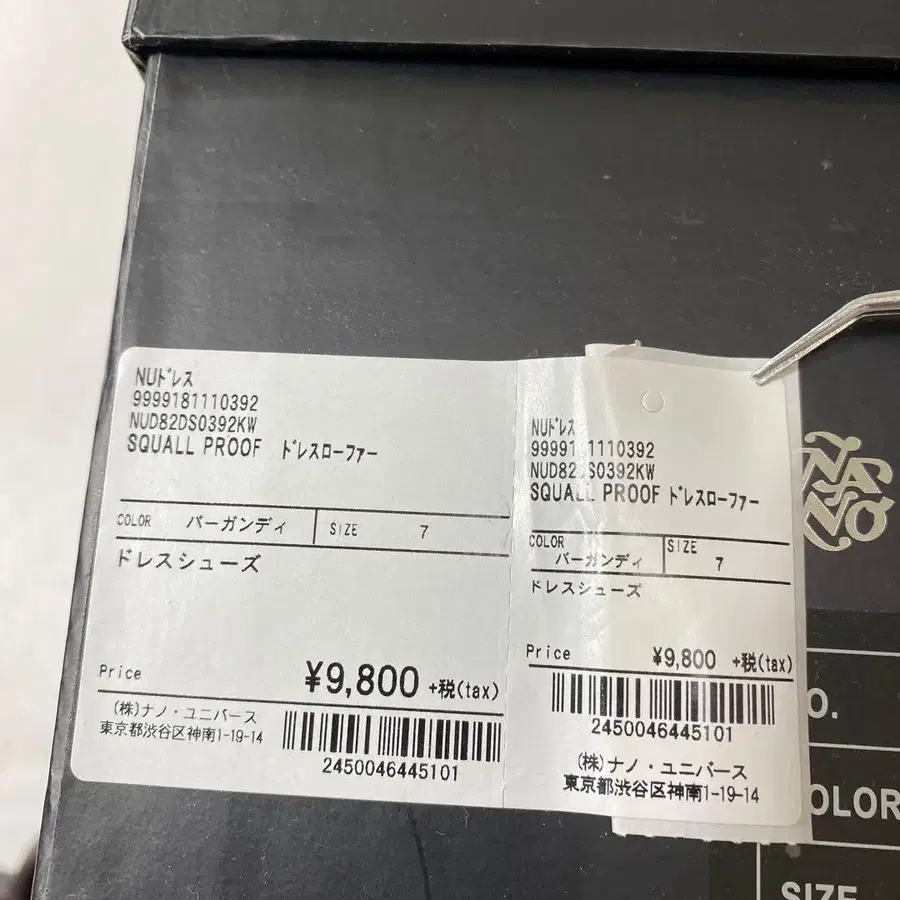 NUドレス
9999181110392
NUD82DS0392KW
SQUALL PROOF ドレスローファー
COLOR バーガンディ SIZE 7
ドレスシューズ
Price ¥9,800 +税(tax)
(株)ナノ・ユニバース
東京都渋谷区神南1-19-14
2450046445101
NUドレス
9999181110392
NUD82DS0392KW
SQUALL PROOF ドレスローファー
COLOR バーガンディ SIZE 7
ドレスシューズ
Price ¥9,800 +税(tax)
2450046445101
(株)ナノ・ユニバース
東京都渋谷区神南1-19-14
O.
OLOR
SIZE